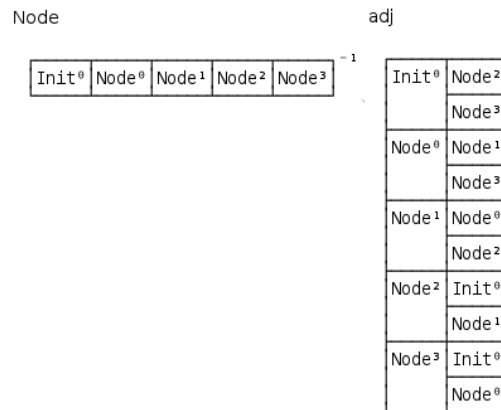 Node
adj
⁻¹
Init⁰ Node⁰ Node¹ Node² Node³
Init⁰ Node²
Node³
Node⁰ Node¹
Node³
Node¹ Node⁰
Node²
Node² Init⁰
Node¹
Node³ Init⁰
Node⁰